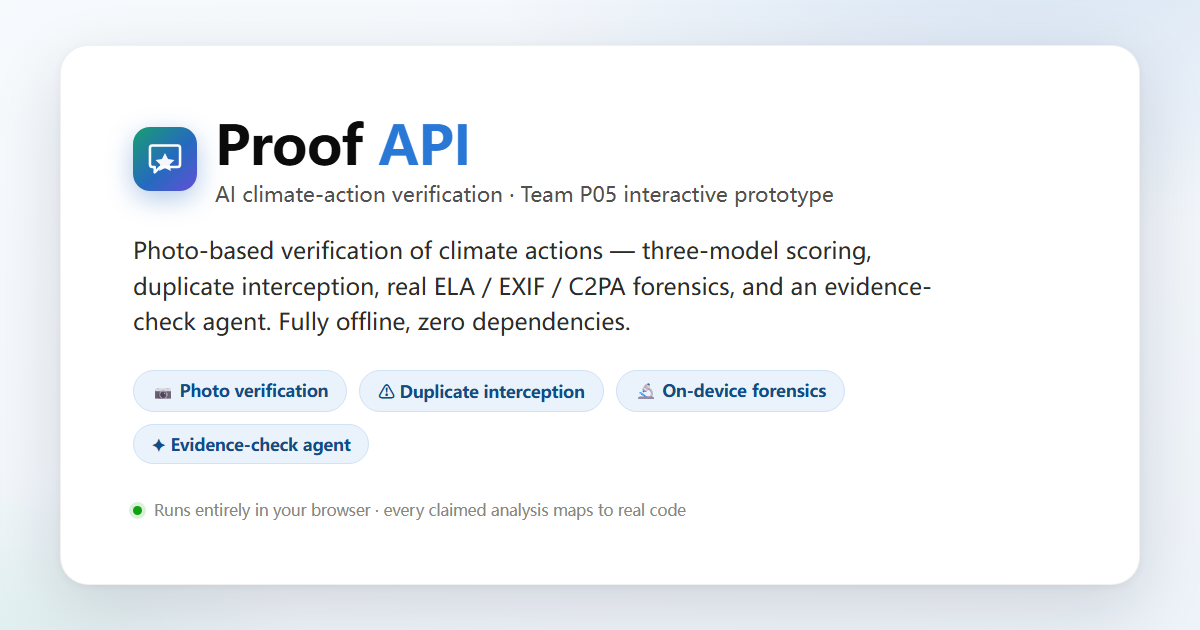 Proof API
AI climate-action verification · Team P05 interactive prototype
Photo-based verification of climate actions — three-model scoring,
duplicate interception, real ELA / EXIF / C2PA forensics, and an evidence-
check agent. Fully offline, zero dependencies.
📷 Photo verification
⚠ Duplicate interception
🔬 On-device forensics
✦ Evidence-check agent
Runs entirely in your browser · every claimed analysis maps to real code